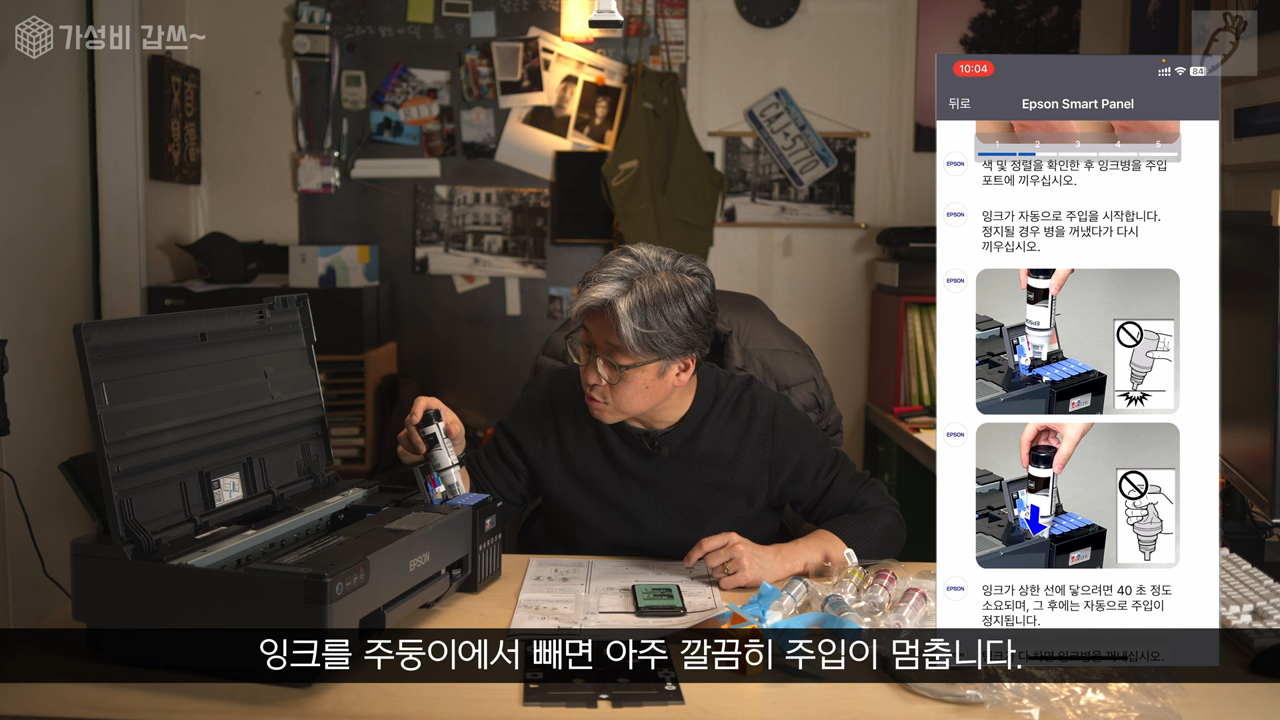 가성비 갑쓰~
10:04
84
뒤로
Epson Smart Panel
1 2 3 4 5
EPSON
색 및 정렬을 확인한 후 잉크병을 주입
포트에 끼우십시오.
EPSON
잉크가 자동으로 주입을 시작합니다.
정지될 경우 병을 꺼냈다가 다시
끼우십시오.
EPSON
EPSON
EPSON
EPSON
잉크가 상한 선에 닿으려면 40 초 정도
소요되며, 그 후에는 자동으로 주입이
정지됩니다.
CAJ 5770
EPSON
잉크를 주둥이에서 빼면 아주 깔끔히 주입이 멈춥니다.